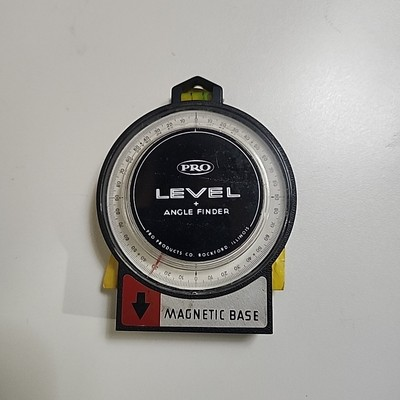 PRO
LEVEL
+
ANGLE FINDER
PRO PRODUCTS CO. ROCKFORD, ILLINOIS
MAGNETIC BASE